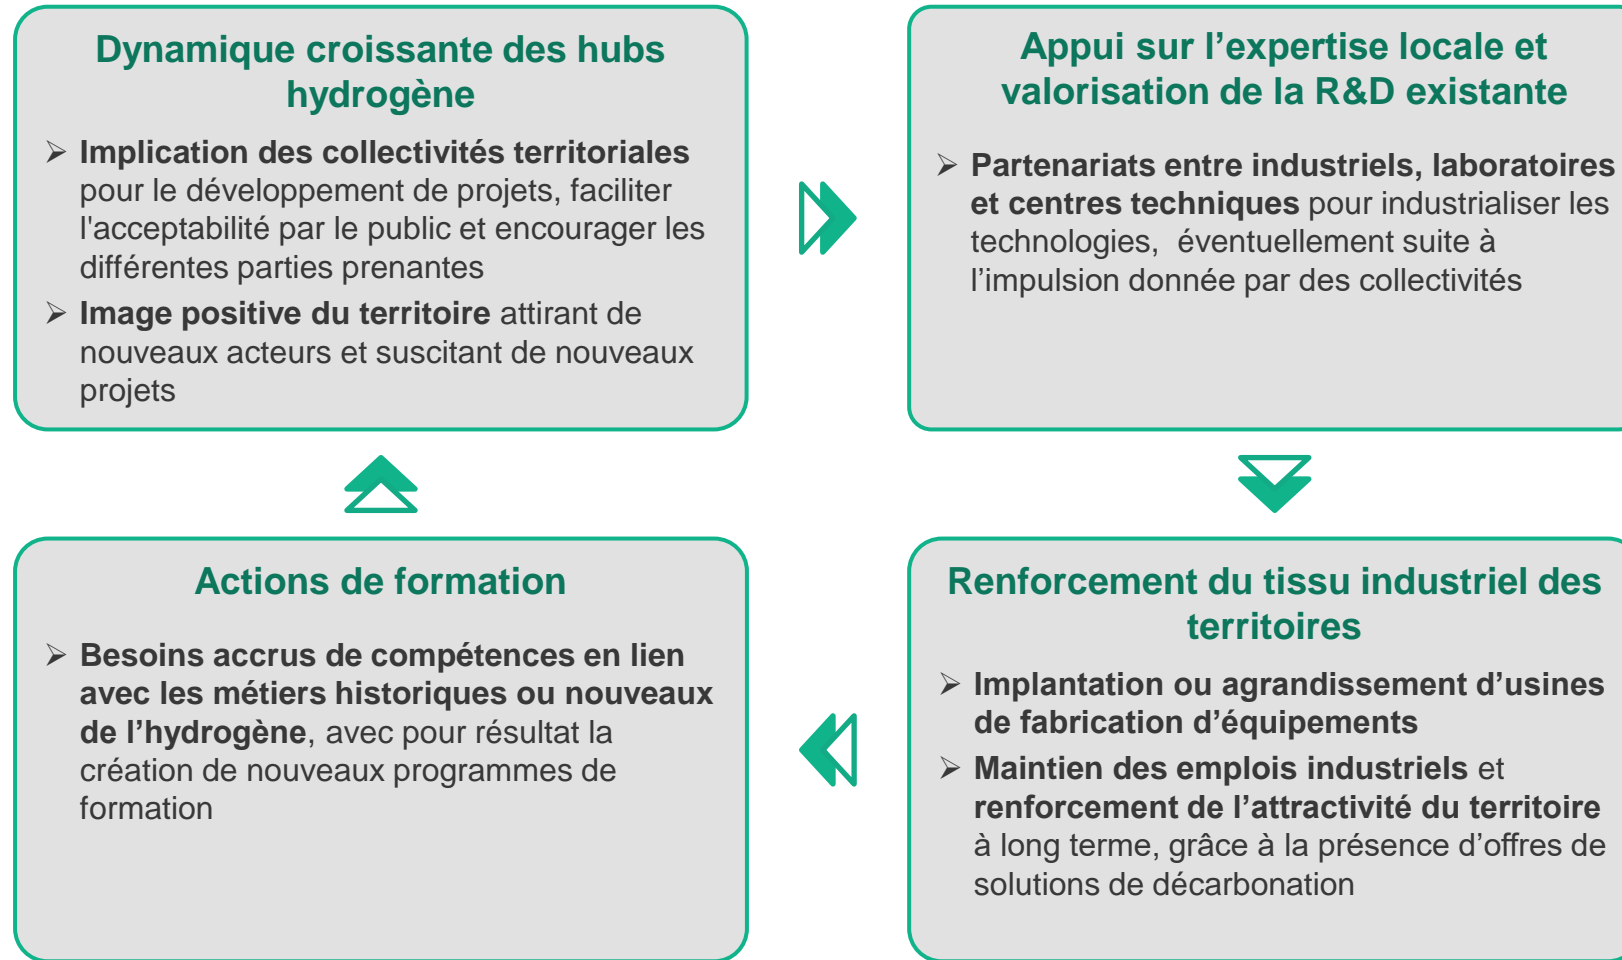 Dynamique croissante des hubs
hydrogène
➢ Implication des collectivités territoriales
pour le développement de projets, faciliter
l'acceptabilité par le public et encourager les
différentes parties prenantes
➢ Image positive du territoire attirant de
nouveaux acteurs et suscitant de nouveaux
projets
Appui sur l’expertise locale et
valorisation de la R&D existante
➢ Partenariats entre industriels, laboratoires
et centres techniques pour industrialiser les
technologies,  éventuellement suite à
l’impulsion donnée par des collectivités
Actions de formation
➢ Besoins accrus de compétences en lien
avec les métiers historiques ou nouveaux
de l’hydrogène, avec pour résultat la
création de nouveaux programmes de
formation
Renforcement du tissu industriel des
territoires
➢ Implantation ou agrandissement d’usines
de fabrication d’équipements
➢ Maintien des emplois industriels et
renforcement de l’attractivité du territoire
à long terme, grâce à la présence d’offres de
solutions de décarbonation